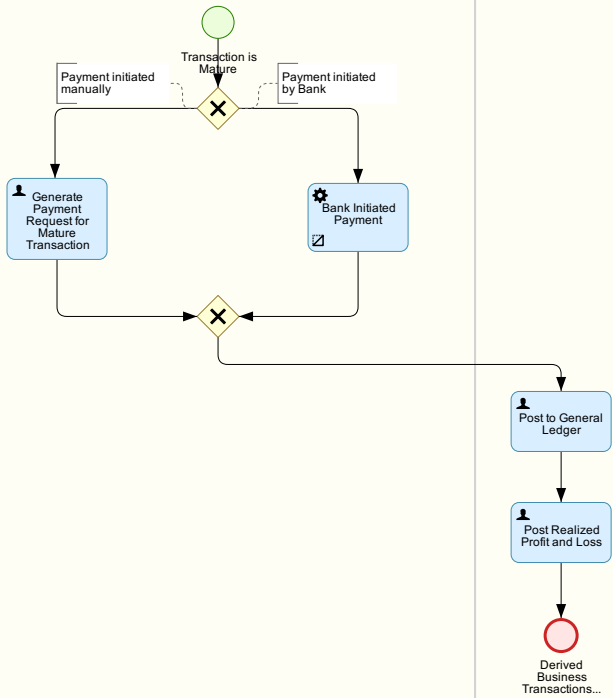 Transaction is
Mature
Payment initiated
manually
Payment initiated
by Bank
Generate
Payment
Request for
Mature
Transaction
Bank Initiated
Payment
Post to General
Ledger
Post Realized
Profit and Loss
Derived
Business
Transactions...